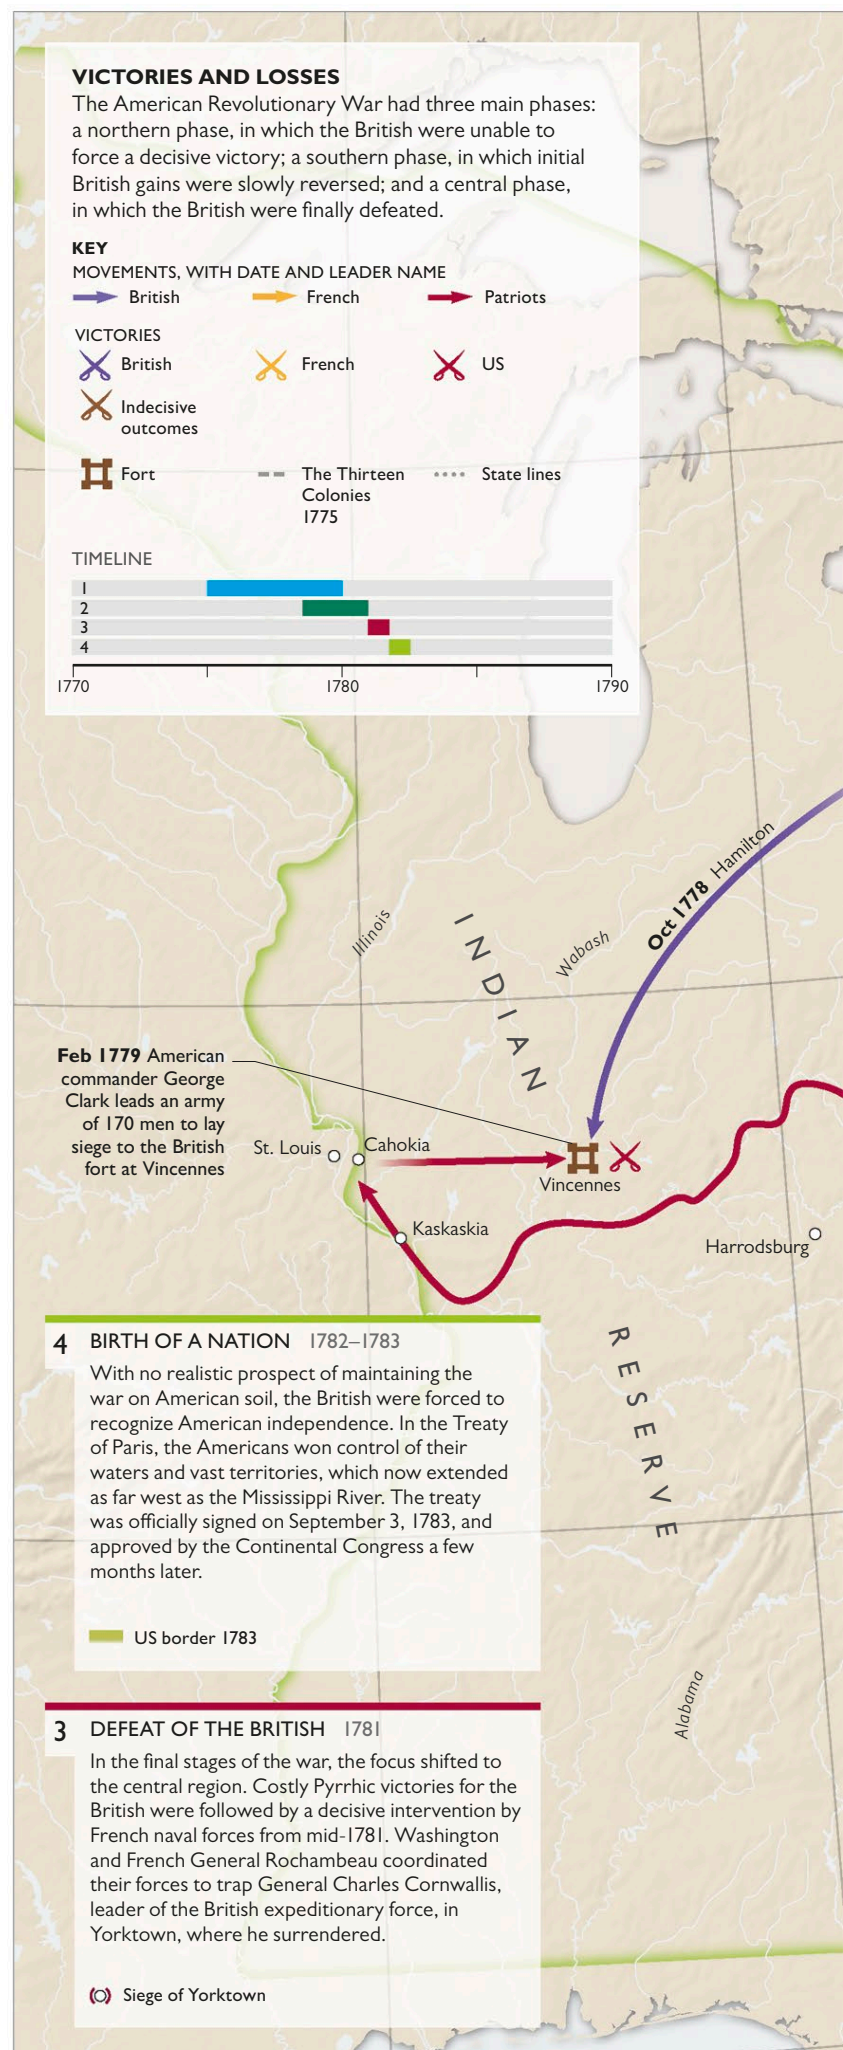 VICTORIES AND LOSSES
The American Revolutionary War had three main phases:
a northern phase, in which the British were unable to
force a decisive victory; a southern phase, in which initial
British gains were slowly reversed; and a central phase,
in which the British were finally defeated.
KEY
MOVEMENTS, WITH DATE AND LEADER NAME
British
French
Patriots
VICTORIES
British
French
US
Indecisive
outcomes
Fort
The Thirteen
Colonies
1775
State lines
TIMELINE
1
2
3
4
1770
1780
1790
Oct 1778 Hamilton
Illinois
Wabash
INDIAN
Feb 1779 American
commander George
Clark leads an army
of 170 men to lay
siege to the British
fort at Vincennes
St. Louis
Cahokia
Vincennes
Kaskaskia
Harrodsburg
RESERVE
4 BIRTH OF A NATION 1782–1783
With no realistic prospect of maintaining the
war on American soil, the British were forced to
recognize American independence. In the Treaty
of Paris, the Americans won control of their
waters and vast territories, which now extended
as far west as the Mississippi River. The treaty
was officially signed on September 3, 1783, and
approved by the Continental Congress a few
months later.
US border 1783
Alabama
3 DEFEAT OF THE BRITISH 1781
In the final stages of the war, the focus shifted to
the central region. Costly Pyrrhic victories for the
British were followed by a decisive intervention by
French naval forces from mid-1781. Washington
and French General Rochambeau coordinated
their forces to trap General Charles Cornwallis,
leader of the British expeditionary force, in
Yorktown, where he surrendered.
Siege of Yorktown